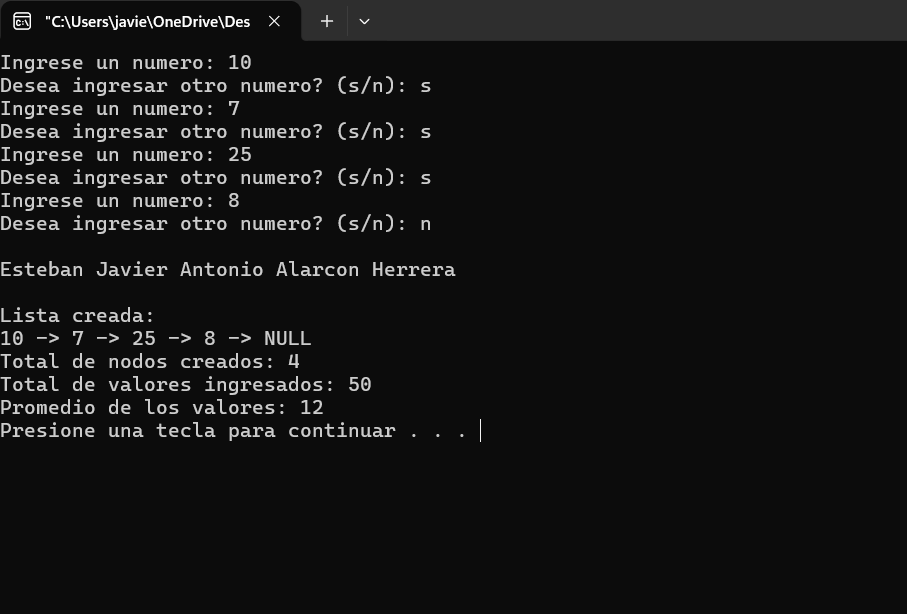 "C:\Users\javie\OneDrive\Des
Ingrese un numero: 10
Desea ingresar otro numero? (s/n): s
Ingrese un numero: 7
Desea ingresar otro numero? (s/n): s
Ingrese un numero: 25
Desea ingresar otro numero? (s/n): s
Ingrese un numero: 8
Desea ingresar otro numero? (s/n): n
Esteban Javier Antonio Alarcon Herrera
Lista creada:
10 -> 7 -> 25 -> 8 -> NULL
Total de nodos creados: 4
Total de valores ingresados: 50
Promedio de los valores: 12
Presione una tecla para continuar . . .